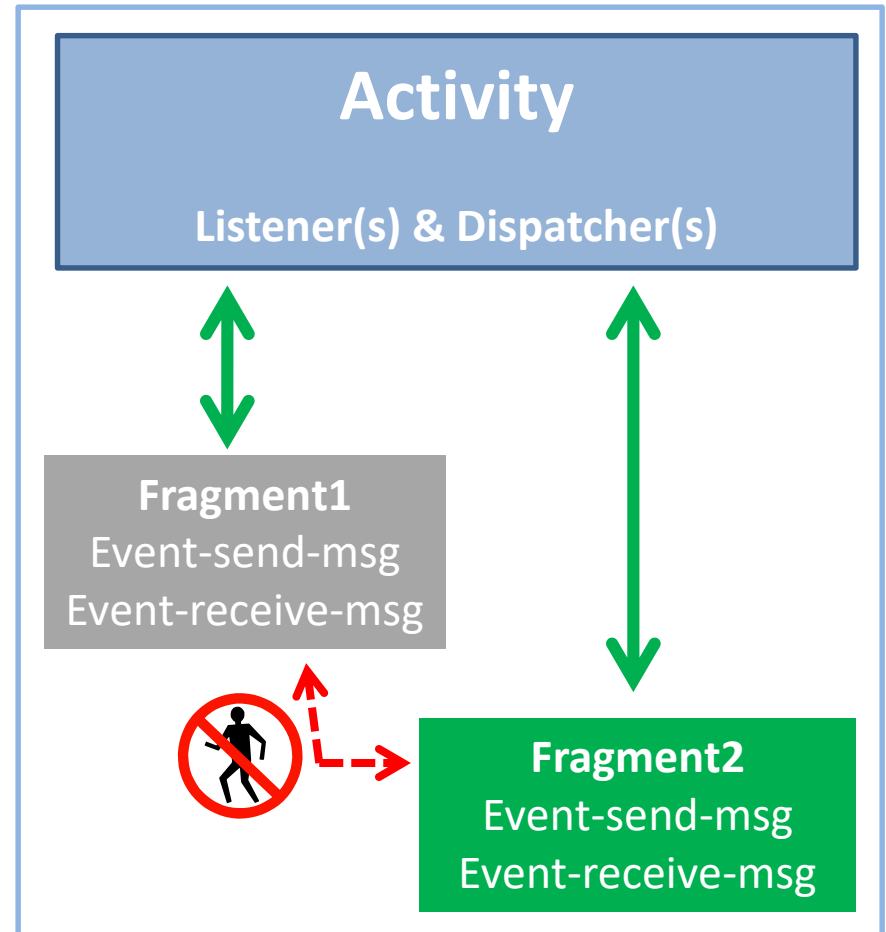 Activity
Listener(s) & Dispatcher(s)
Fragment1
Event-send-msg
Event-receive-msg
Fragment2
Event-send-msg
Event-receive-msg